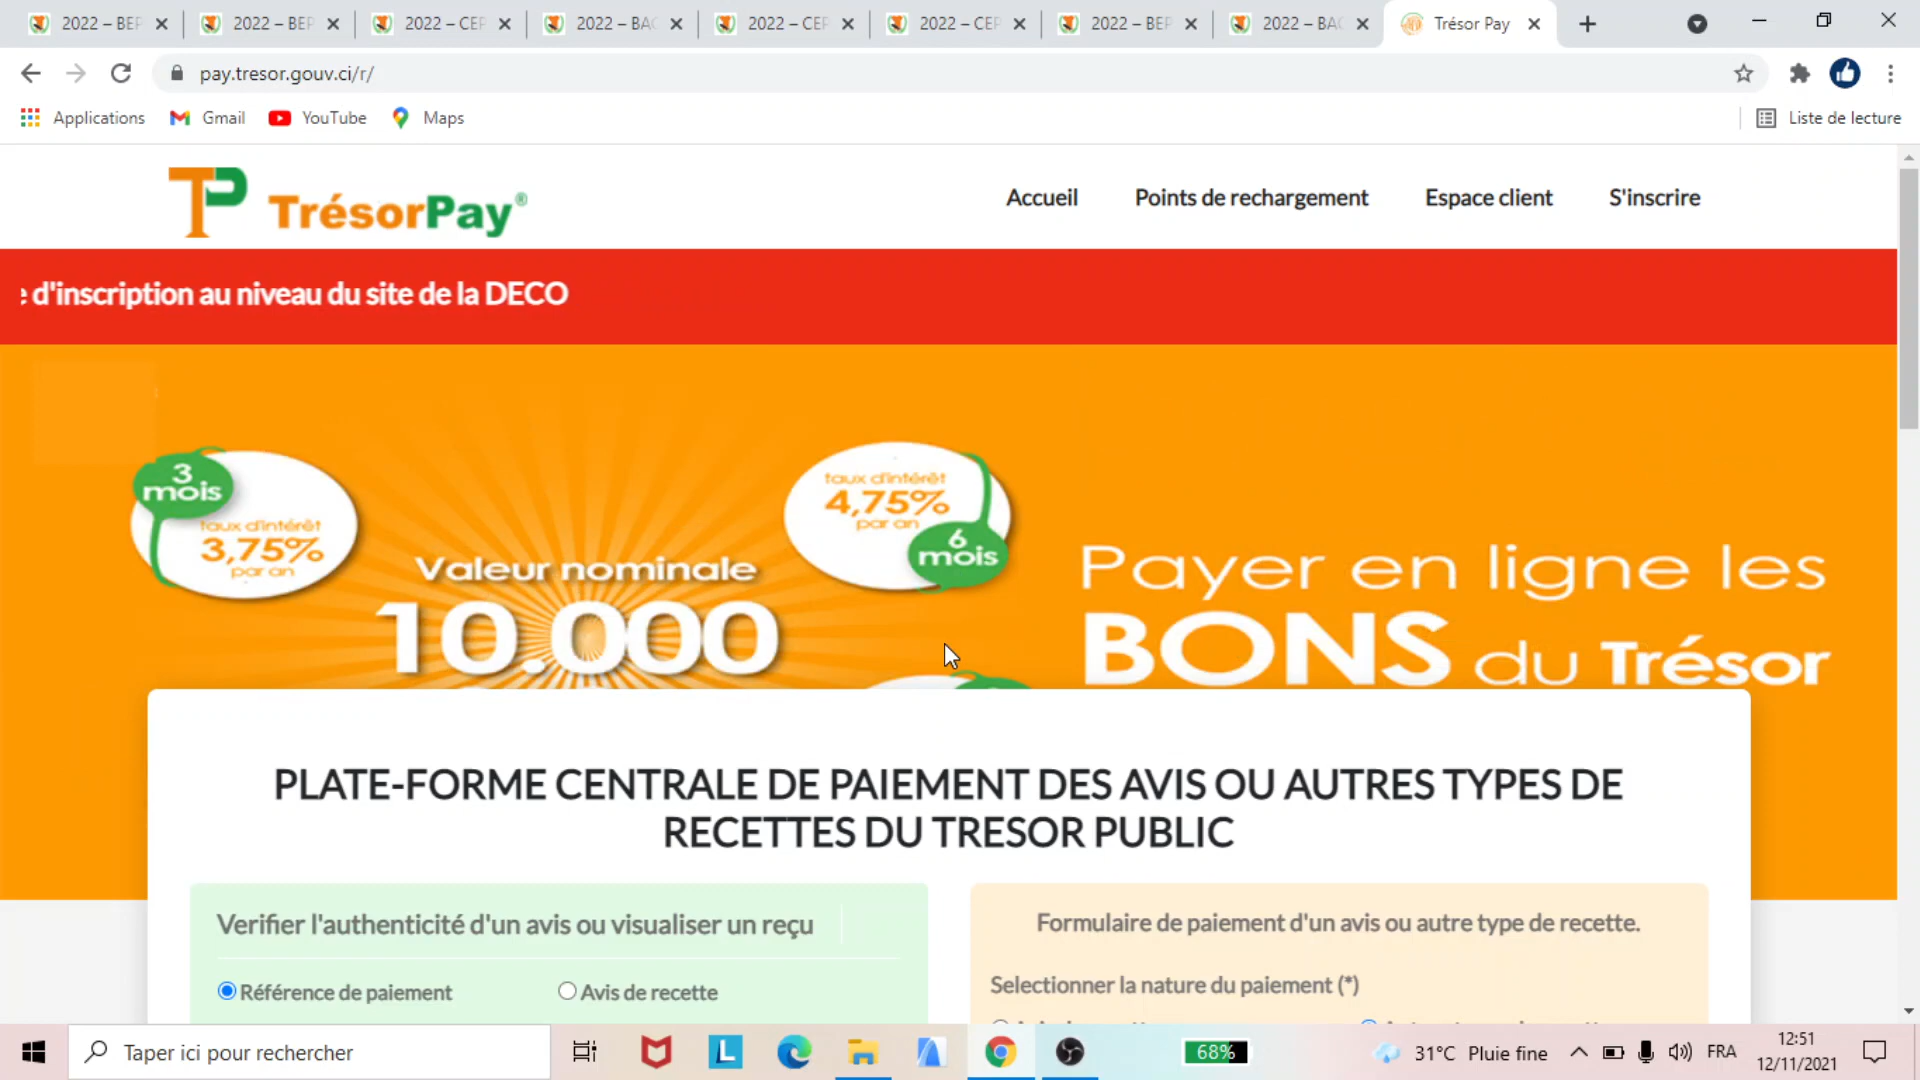 2022 – BEP
2022 – BEP
2022 – CEP
2022 – BAC
2022 – CEP
2022 – CEP
2022 – BEP
2022 – BAC
Trésor Pay
pay.tresor.gouv.ci/r/
Applications
Gmail
YouTube
Maps
Liste de lecture
TP TrésorPay®
Accueil
Points de rechargement
Espace client
S'inscrire
d'inscription au niveau du site de la DECO
3
mois
taux d'intérêt
3,75%
par an
Valeur nominale
10.000
taux d'intérêt
4,75%
par an
6
mois
Payer en ligne les
BONS du Trésor
PLATE-FORME CENTRALE DE PAIEMENT DES AVIS OU AUTRES TYPES DE
RECETTES DU TRESOR PUBLIC
Verifier l'authenticité d'un avis ou visualiser un reçu
Référence de paiement
Avis de recette
Formulaire de paiement d'un avis ou autre type de recette.
Selectionner la nature du paiement (*)
Taper ici pour rechercher
L
68%
31°C Pluie fine
FRA
12:51
12/11/2021